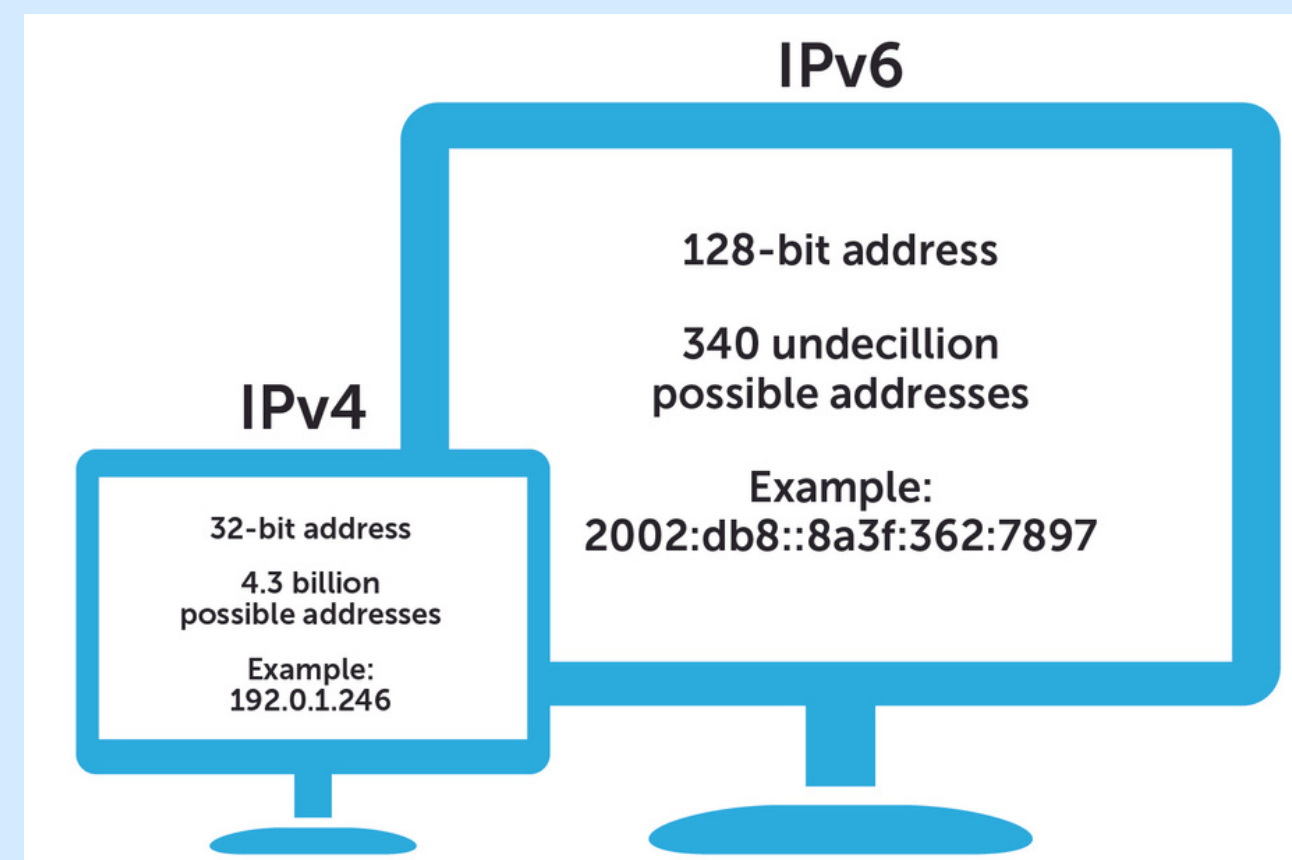 IPv6
128-bit address
340 undecillion
possible addresses
Example:
2002:db8::8a3f:362:7897
IPv4
32-bit address
4.3 billion
possible addresses
Example:
192.0.1.246